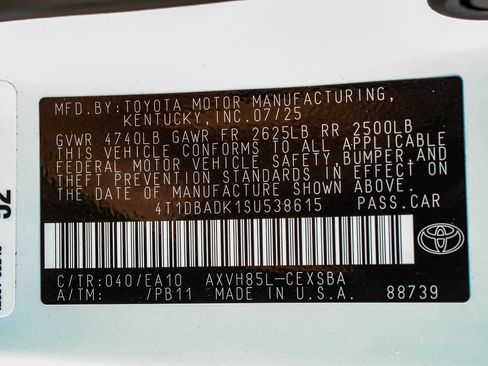 MFD.BY:TOYOTA MOTOR MANUFACTURING,
KENTUCKY,INC.07/25
GVWR 4740LB GAWR FR 2625LB RR 2500LB
THIS VEHICLE CONFORMS TO ALL APPLICABLE
FEDERAL MOTOR VEHICLE SAFETY,BUMPER,AND
THEFT PREVENTION STANDARDS IN EFFECT ON
THE DATE OF MANUFACTURE SHOWN ABOVE.
4T1DBADK1SU538615 PASS.CAR
C/TR:040/EA10 AXVH85L-CEXSBA
A/TM: /PB11 MADE IN U.S.A. 88739
TOYOTA